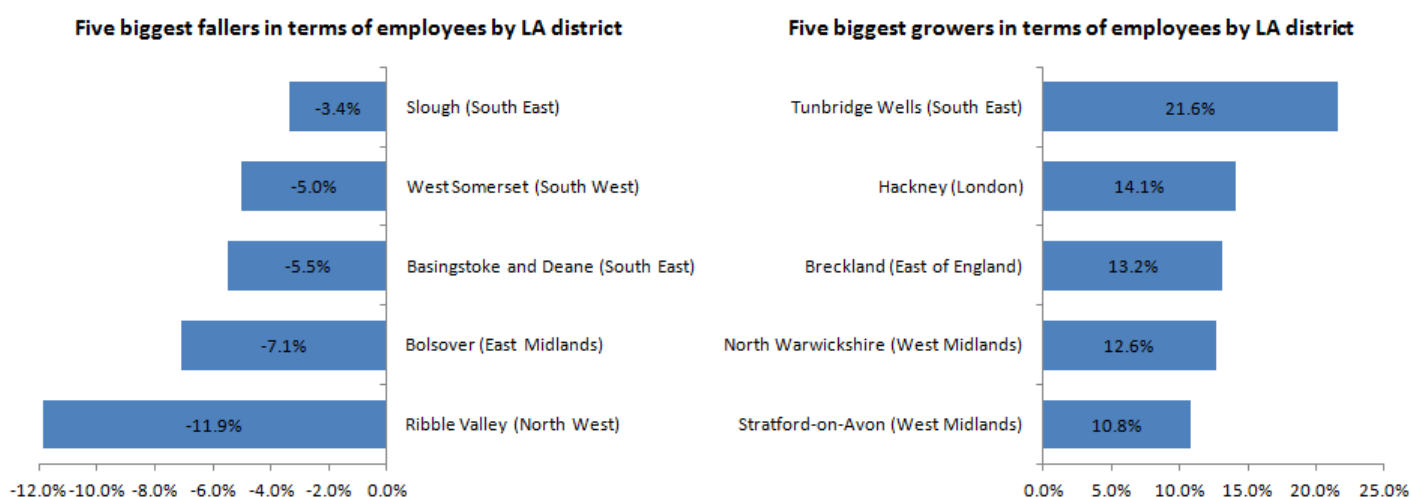 Five biggest fallers in terms of employees by LA district
-3.4% Slough (South East)
-5.0% West Somerset (South West)
-5.5% Basingstoke and Deane (South East)
-7.1% Bolsover (East Midlands)
-11.9% Ribble Valley (North West)
-12.0% -10.0% -8.0% -6.0% -4.0% -2.0% 0.0%
Five biggest growers in terms of employees by LA district
Tunbridge Wells (South East) 21.6%
Hackney (London) 14.1%
Breckland (East of England) 13.2%
North Warwickshire (West Midlands) 12.6%
Stratford-on-Avon (West Midlands) 10.8%
0.0% 5.0% 10.0% 15.0% 20.0% 25.0%